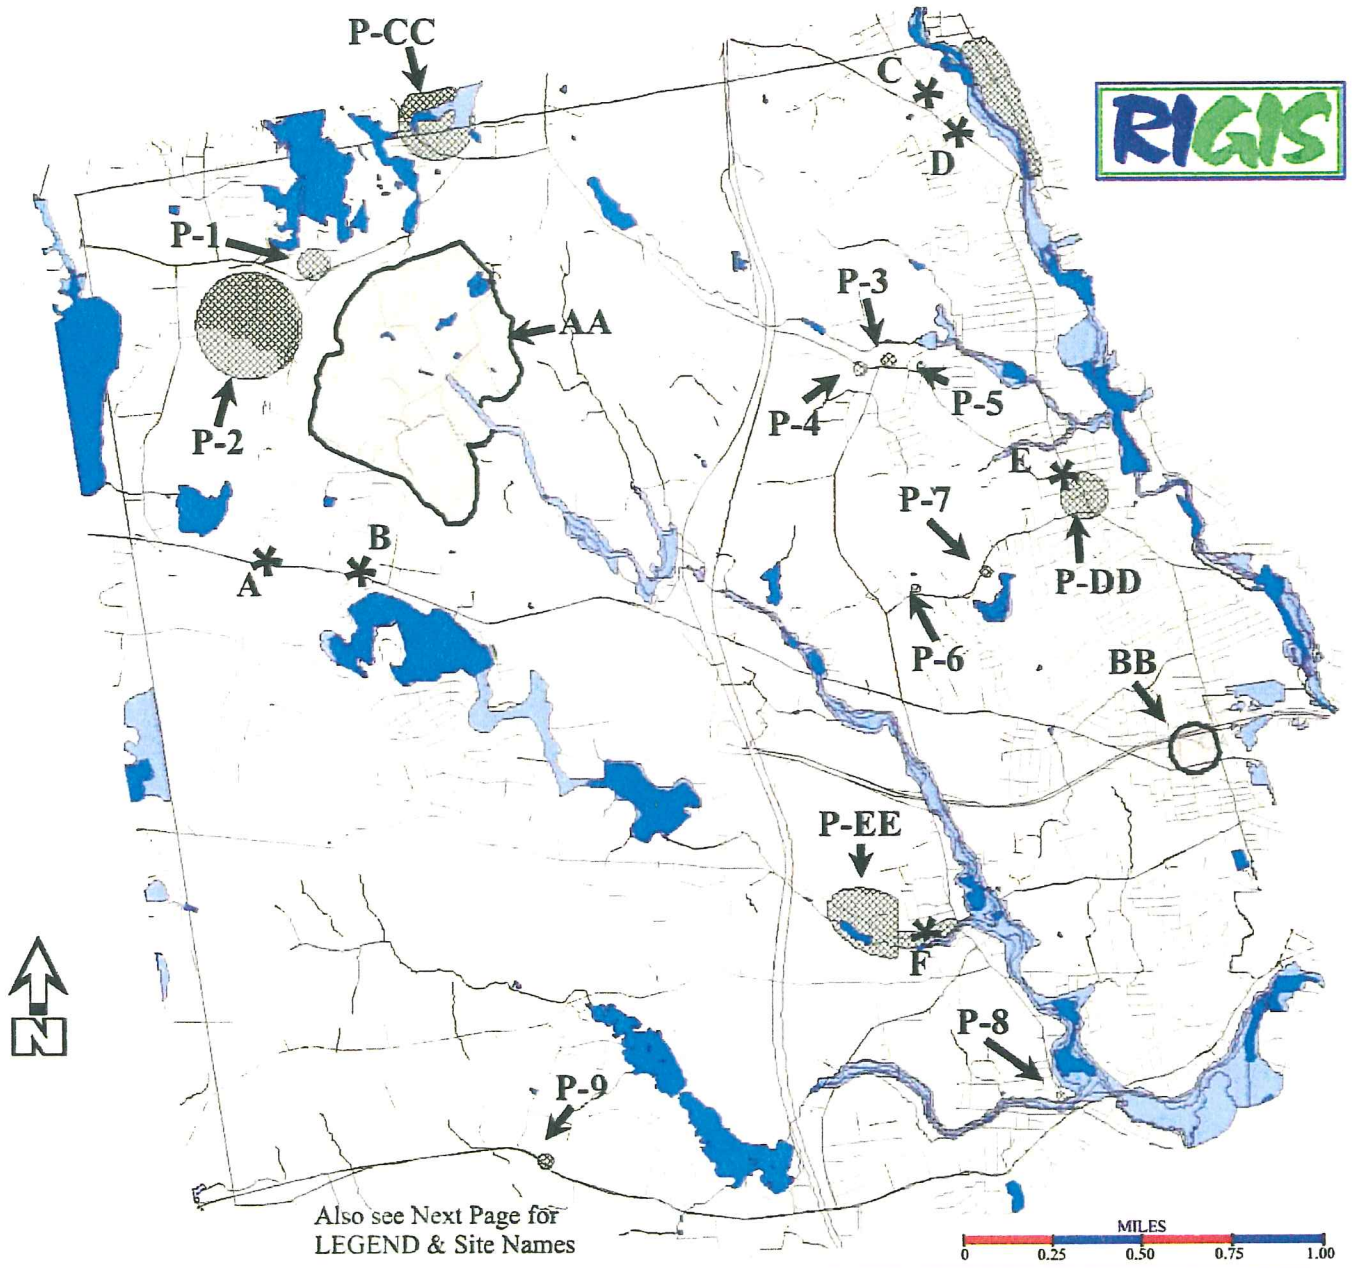 P-CC
C
D
RIGIS
P-1
P-3
AA
P-4
P-5
P-2
E
P-7
B
A
P-DD
P-6
BB
P-EE
F
P-8
N
P-9
Also see Next Page for
LEGEND & Site Names
MILES
0 0.25 0.50 0.75 1.00